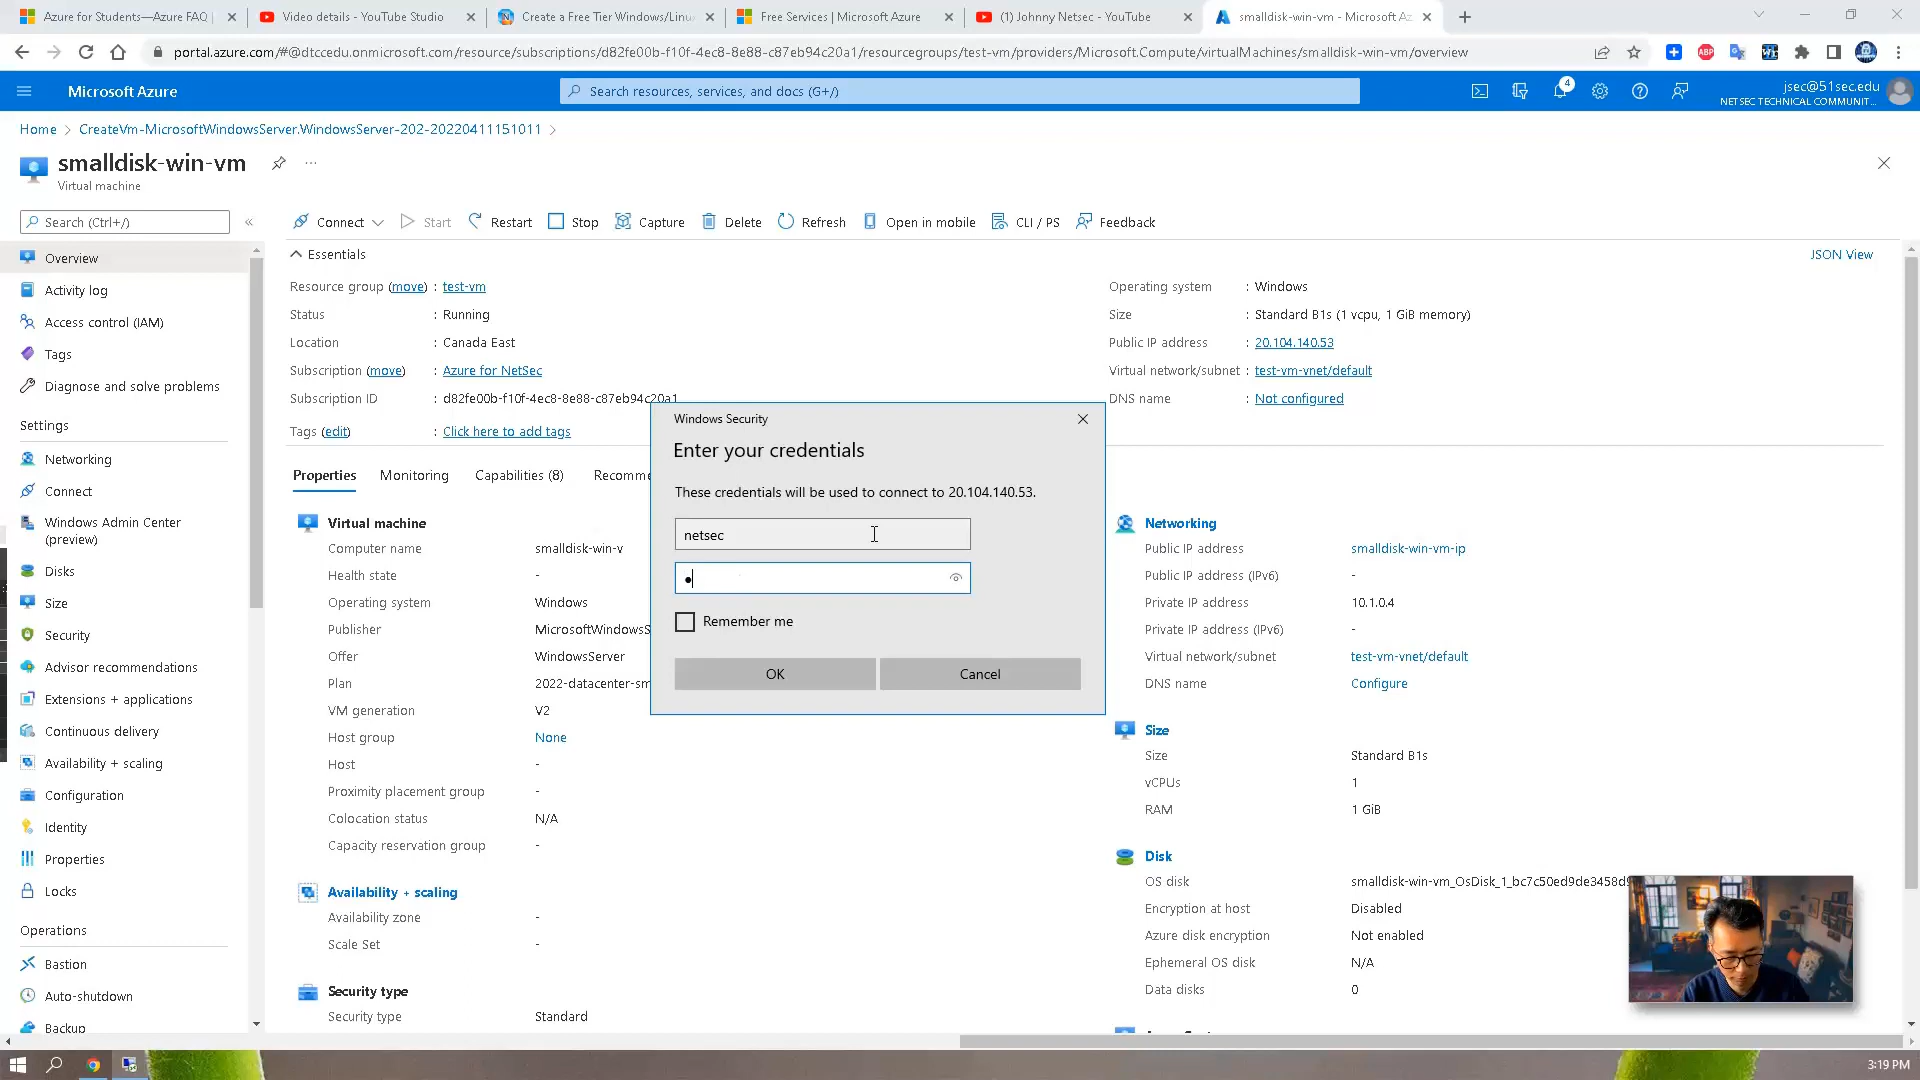 Azure for Students—Azure FAQ
Video details - YouTube Studio
Create a Free Tier Windows/Linu
Free Services | Microsoft Azure
(1) Johnny Netsec - YouTube
smalldisk-win-vm - Microsoft Az
portal.azure.com/#@dtccedu.onmicrosoft.com/resource/subscriptions/d82fe00b-f10f-4ec8-8e88-c87eb94c20a1/resourcegroups/test-vm/providers/Microsoft.Compute/virtualMachines/smalldisk-win-vm/overview
ABP
Microsoft Azure
Search resources, services, and docs (G+/)
4
jsec@51sec.edu
NETSEC TECHNICAL COMMUNIT...
Home > CreateVm-MicrosoftWindowsServer.WindowsServer-202-20220411151011 >
smalldisk-win-vm
...
Virtual machine
Search (Ctrl+/)
«
Connect
Start
Restart
Stop
Capture
Delete
Refresh
Open in mobile
CLI / PS
Feedback
Overview
Activity log
Access control (IAM)
Tags
Diagnose and solve problems
Settings
Networking
Connect
Windows Admin Center
(preview)
Disks
Size
Security
Advisor recommendations
Extensions + applications
Continuous delivery
Availability + scaling
Configuration
Identity
Properties
Locks
Operations
Bastion
Auto-shutdown
Backup
Essentials
JSON View
Resource group (move) : test-vm
Status : Running
Location : Canada East
Subscription (move) : Azure for NetSec
Subscription ID : d82fe00b-f10f-4ec8-8e88-c87eb94c20a1
Tags (edit) : Click here to add tags
Operating system : Windows
Size : Standard B1s (1 vcpu, 1 GiB memory)
Public IP address : 20.104.140.53
Virtual network/subnet : test-vm-vnet/default
DNS name : Not configured
Properties
Monitoring
Capabilities (8)
Recomme
Virtual machine
Computer name smalldisk-win-v
Health state -
Operating system Windows
Publisher MicrosoftWindowsS
Offer WindowsServer
Plan 2022-datacenter-sm
VM generation V2
Host group None
Host -
Proximity placement group -
Colocation status N/A
Capacity reservation group -
Availability + scaling
Availability zone -
Scale Set -
Security type
Security type Standard
Windows Security
Enter your credentials
These credentials will be used to connect to 20.104.140.53.
netsec
●
Remember me
OK
Cancel
Networking
Public IP address smalldisk-win-vm-ip
Public IP address (IPv6) -
Private IP address 10.1.0.4
Private IP address (IPv6) -
Virtual network/subnet test-vm-vnet/default
DNS name Configure
Size
Size Standard B1s
vCPUs 1
RAM 1 GiB
Disk
OS disk smalldisk-win-vm_OsDisk_1_bc7c50ed9de3458d9
Encryption at host Disabled
Azure disk encryption Not enabled
Ephemeral OS disk N/A
Data disks 0
3:19 PM